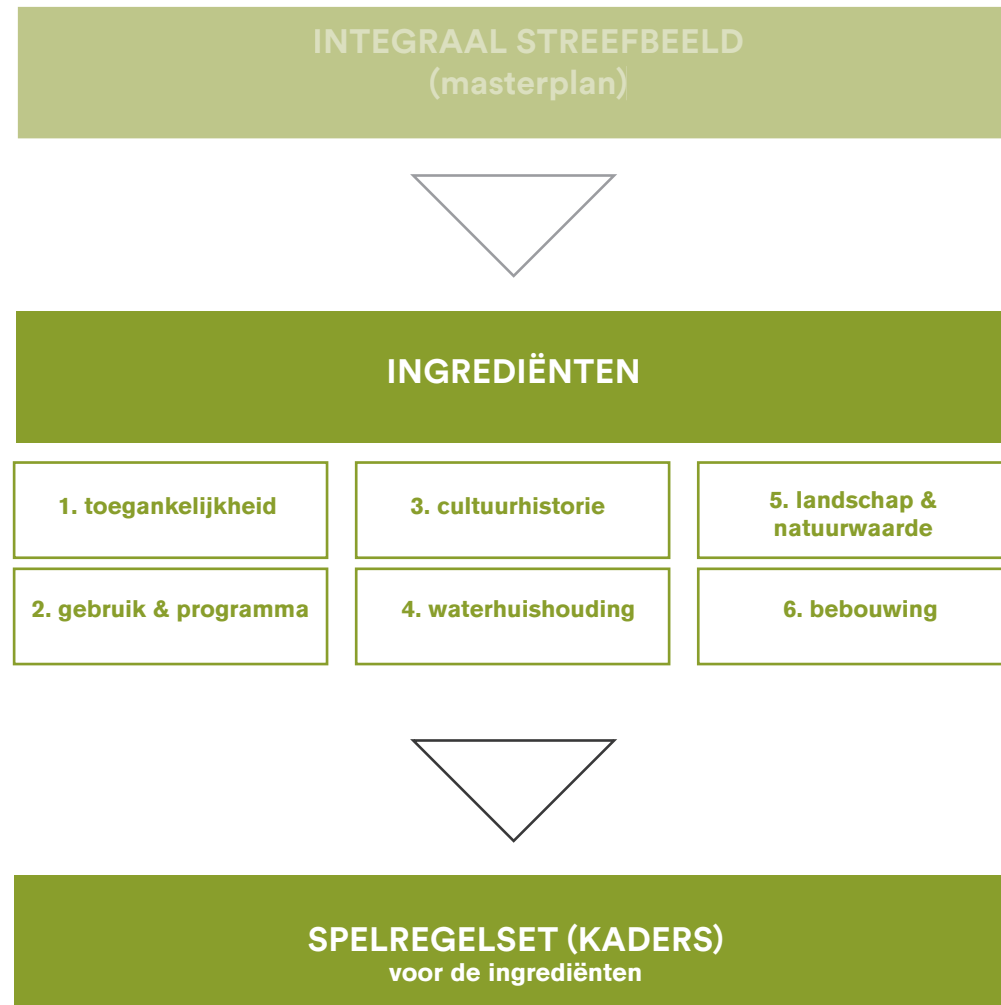 INTEGRAAL STREEFBEELD
(masterplan)
INGREDIËNTEN
1. toegankelijkheid
3. cultuurhistorie
5. landschap &
natuurwaarde
2. gebruik & programma
4. waterhuishouding
6. bebouwing
SPELREGELSET (KADERS)
voor de ingrediënten